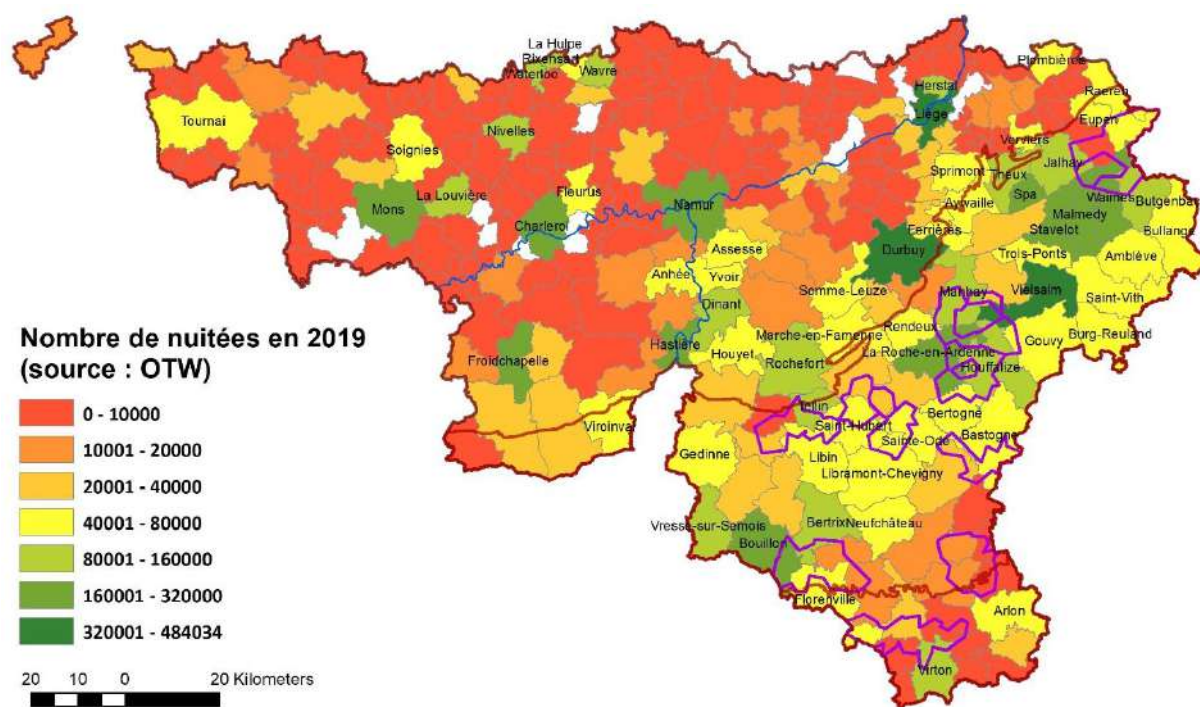 La Hulpe
Rixensart
Waterloo
Wavre
Plombières
Herstal
Liège
Raeren
Eupen
Tournai
Nivelles
Verviers
Soignies
Sprimont
Theux
Jalhay
La Louvière
Fleurus
Spa
Waimes
Mons
Namur
Aywaille
Malmedy
Butgenbac
Charleroi
Stavelot
Ferrières
Bullange
Assesse
Durbuy
Trois-Ponts
Amblève
Anhée
Yvoir
Somme-Leuze
Manhay
Vielsalm
Saint-Vith
Dinant
Nombre de nuitées en 2019
(source : OTW)
Hastière
Marche-en-Famenne
Rendeux
Gouvy
Burg-Reuland
Froidchapelle
Houyet
Rochefort
La Roche-en-Ardenne
Houffalize
0 - 10000
Tellin
Bertogne
10001 - 20000
Viroinval
Saint-Hubert
Sainte-Ode
Bastogne
20001 - 40000
Gedinne
Libin
Libramont-Chevigny
40001 - 80000
Vresse-sur-Semois
Bertrix
Neufchâteau
80001 - 160000
Bouillon
160001 - 320000
Florenville
Arlon
320001 - 484034
Virton
20 10 0 20 Kilometers